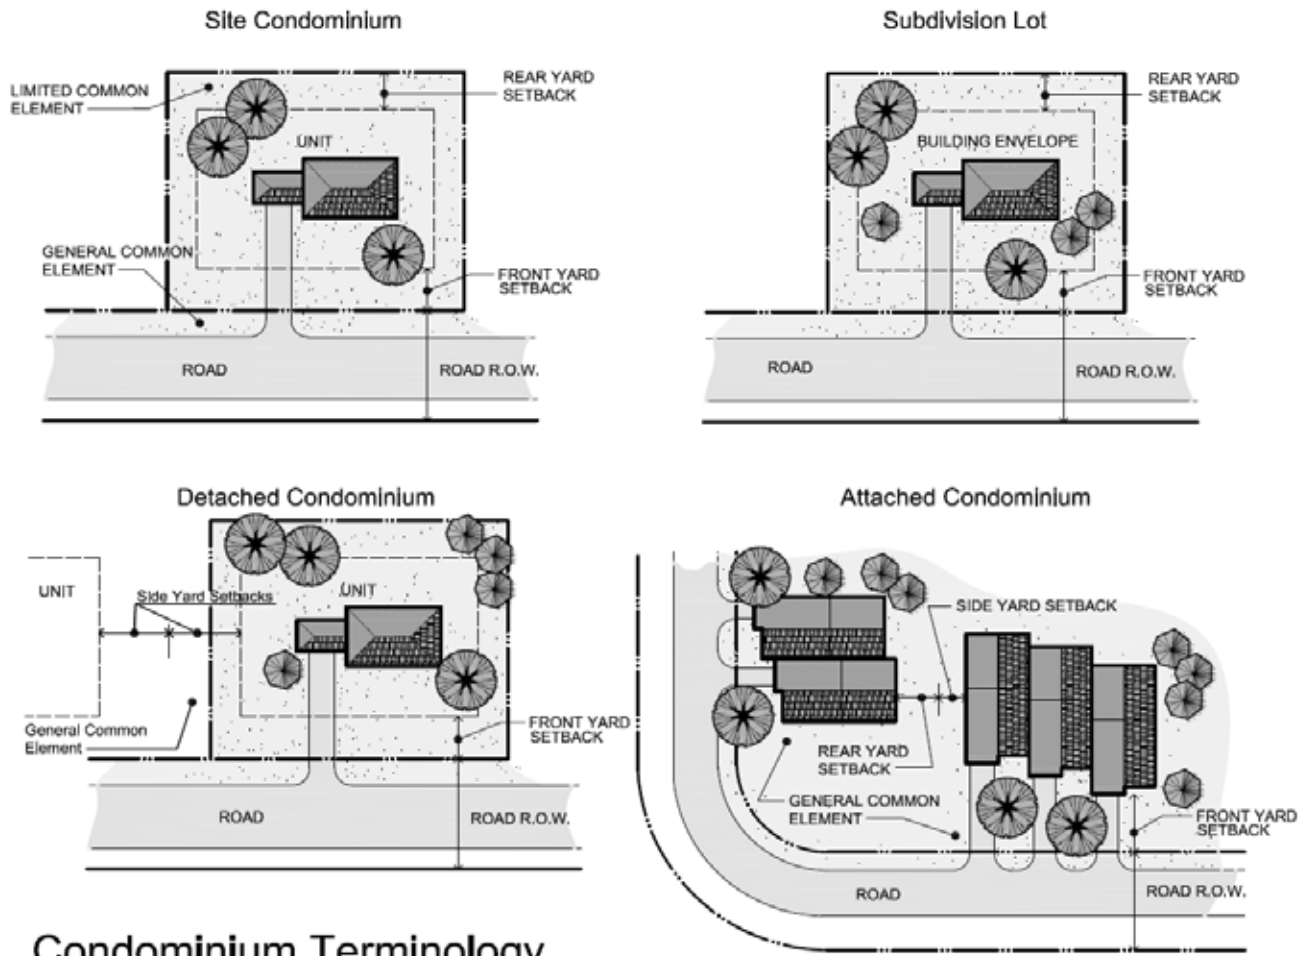 Site Condominium
LIMITED COMMON
ELEMENT
REAR YARD
SETBACK
UNIT
GENERAL COMMON
ELEMENT
FRONT YARD
SETBACK
ROAD
ROAD R.O.W.
Subdivision Lot
REAR YARD
SETBACK
BUILDING ENVELOPE
FRONT YARD
SETBACK
ROAD
ROAD R.O.W.
Detached Condominium
UNIT
Side Yard Setbacks
UNIT
General Common
Element
FRONT YARD
SETBACK
ROAD
ROAD R.O.W.
Attached Condominium
SIDE YARD SETBACK
REAR YARD
SETBACK
GENERAL COMMON
ELEMENT
FRONT YARD
SETBACK
ROAD
ROAD R.O.W.
Condominium Terminology